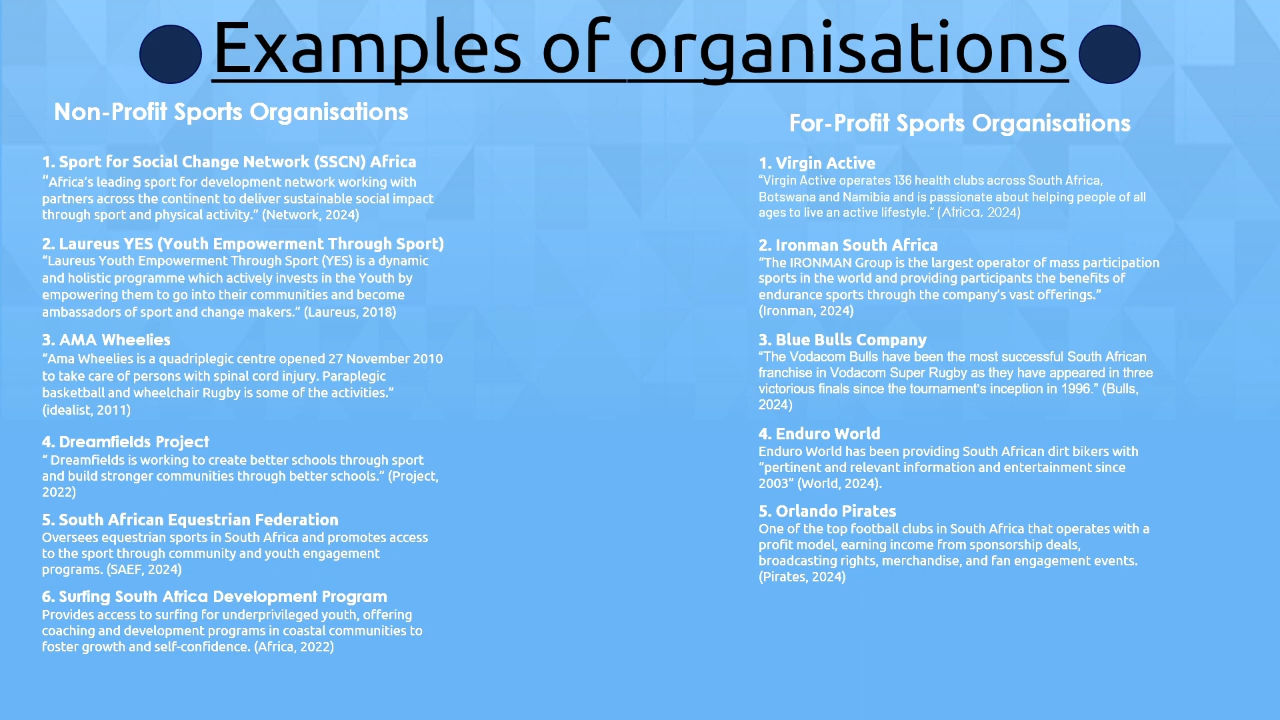 Examples of organisations
Non-Profit Sports Organisations
1. Sport for Social Change Network (SSCN) Africa
"Africa's leading sport for development network working with
partners across the continent to deliver sustainable social impact
through sport and physical activity." (Network, 2024)
2. Laureus YES (Youth Empowerment Through Sport)
"Laureus Youth Empowerment Through Sport (YES) is a dynamic
and holistic programme which actively invests in the Youth by
empowering them to go into their communities and become
ambassadors of sport and change makers." (Laureus, 2018)
3. AMA Wheelies
"Ama Wheelies is a quadriplegic centre opened 27 November 2010
to take care of persons with spinal cord injury. Paraplegic
basketball and wheelchair Rugby is some of the activities."
(idealist, 2011)
4. Dreamfields Project
" Dreamfields is working to create better schools through sport
and build stronger communities through better schools." (Project,
2022)
5. South African Equestrian Federation
Oversees equestrian sports in South Africa and promotes access
to the sport through community and youth engagement
programs. (SAEF, 2024)
6. Surfing South Africa Development Program
Provides access to surfing for underprivileged youth, offering
coaching and development programs in coastal communities to
foster growth and self-confidence. (Africa, 2022)
For-Profit Sports Organisations
1. Virgin Active
"Virgin Active operates 136 health clubs across South Africa,
Botswana and Namibia and is passionate about helping people of all
ages to live an active lifestyle." (Africa, 2024)
2. Ironman South Africa
"The IRONMAN Group is the largest operator of mass participation
sports in the world and providing participants the benefits of
endurance sports through the company's vast offerings."
(Ironman, 2024)
3. Blue Bulls Company
"The Vodacom Bulls have been the most successful South African
franchise in Vodacom Super Rugby as they have appeared in three
victorious finals since the tournament's inception in 1996." (Bulls,
2024)
4. Enduro World
Enduro World has been providing South African dirt bikers with
"pertinent and relevant information and entertainment since
2003" (World, 2024).
5. Orlando Pirates
One of the top football clubs in South Africa that operates with a
profit model, earning income from sponsorship deals,
broadcasting rights, merchandise, and fan engagement events.
(Pirates, 2024)